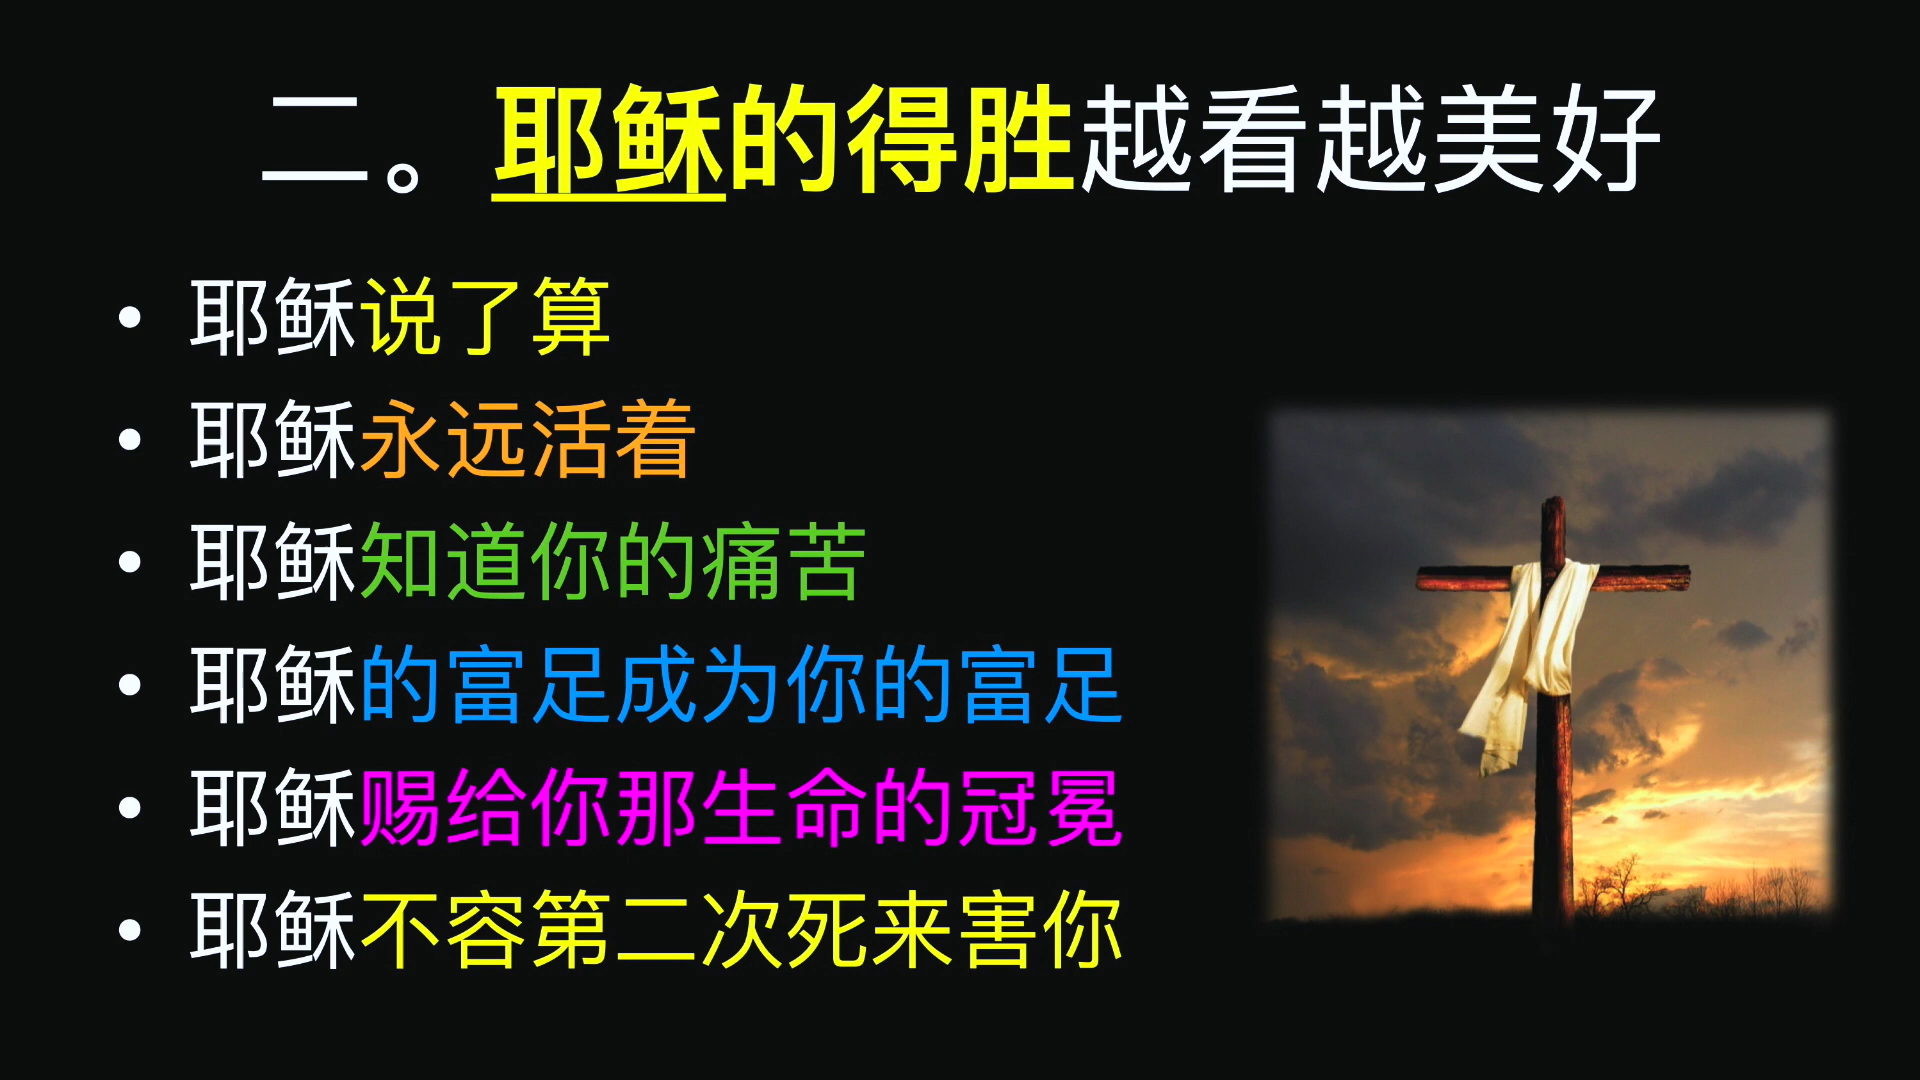 二。耶稣的得胜越看越美好
• 耶稣说了算
• 耶稣永远活着
• 耶稣知道你的痛苦
• 耶稣的富足成为你的富足
• 耶稣赐给你那生命的冠冕
• 耶稣不容第二次死来害你